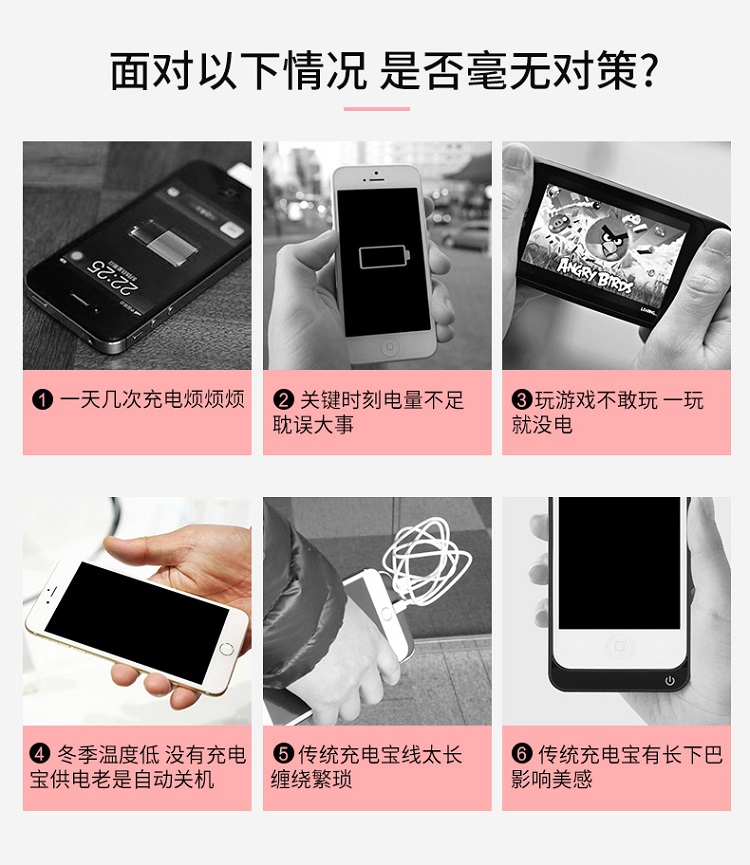 面对以下情况 是否毫无对策?
22:25
ANGRY BIRDS
❶ 一天几次充电烦烦烦
❷ 关键时刻电量不足
耽误大事
❸玩游戏不敢玩 一玩
就没电
❹ 冬季温度低 没有充电
宝供电老是自动关机
❺传统充电宝线太长
缠绕繁琐
❻ 传统充电宝有长下巴
影响美感